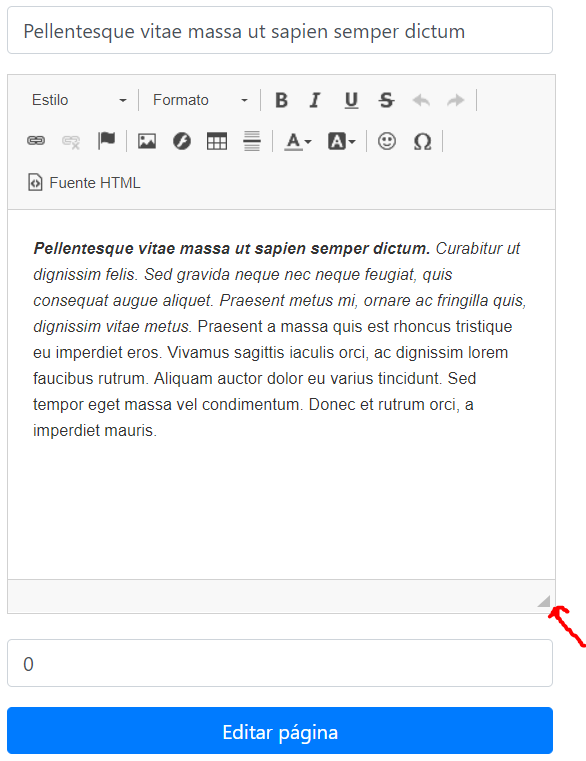 Pellentesque vitae massa ut sapien semper dictum
Estilo Formato B I U S
A A Ω
Fuente HTML
Pellentesque vitae massa ut sapien semper dictum. Curabitur ut
dignissim felis. Sed gravida neque nec neque feugiat, quis
consequat augue aliquet. Praesent metus mi, ornare ac fringilla quis,
dignissim vitae metus. Praesent a massa quis est rhoncus tristique
eu imperdiet eros. Vivamus sagittis iaculis orci, ac dignissim lorem
faucibus rutrum. Aliquam auctor dolor eu varius tincidunt. Sed
tempor eget massa vel condimentum. Donec et rutrum orci, a
imperdiet mauris.
0
Editar página